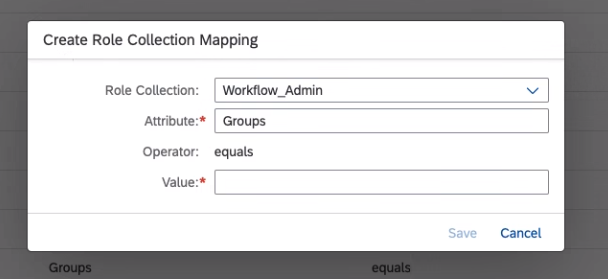 Create Role Collection Mapping
Role Collection: Workflow_Admin
Attribute:* Groups
Operator: equals
Value:*
Save Cancel
Groups equals